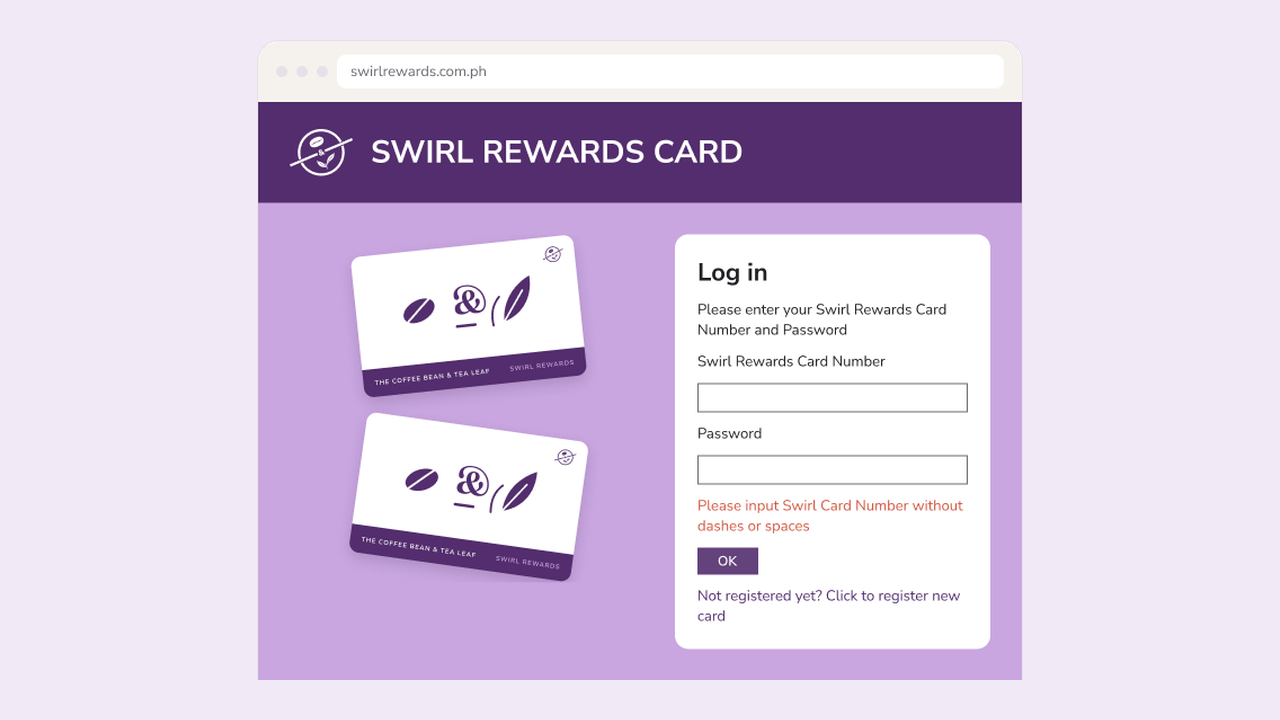 swirlrewards.com.ph
SWIRL REWARDS CARD
&
THE COFFEE BEAN & TEA LEAF
SWIRL REWARDS
&
THE COFFEE BEAN & TEA LEAF
SWIRL REWARDS
Log in
Please enter your Swirl Rewards Card
Number and Password
Swirl Rewards Card Number
Password
Please input Swirl Card Number without
dashes or spaces
OK
Not registered yet? Click to register new
card